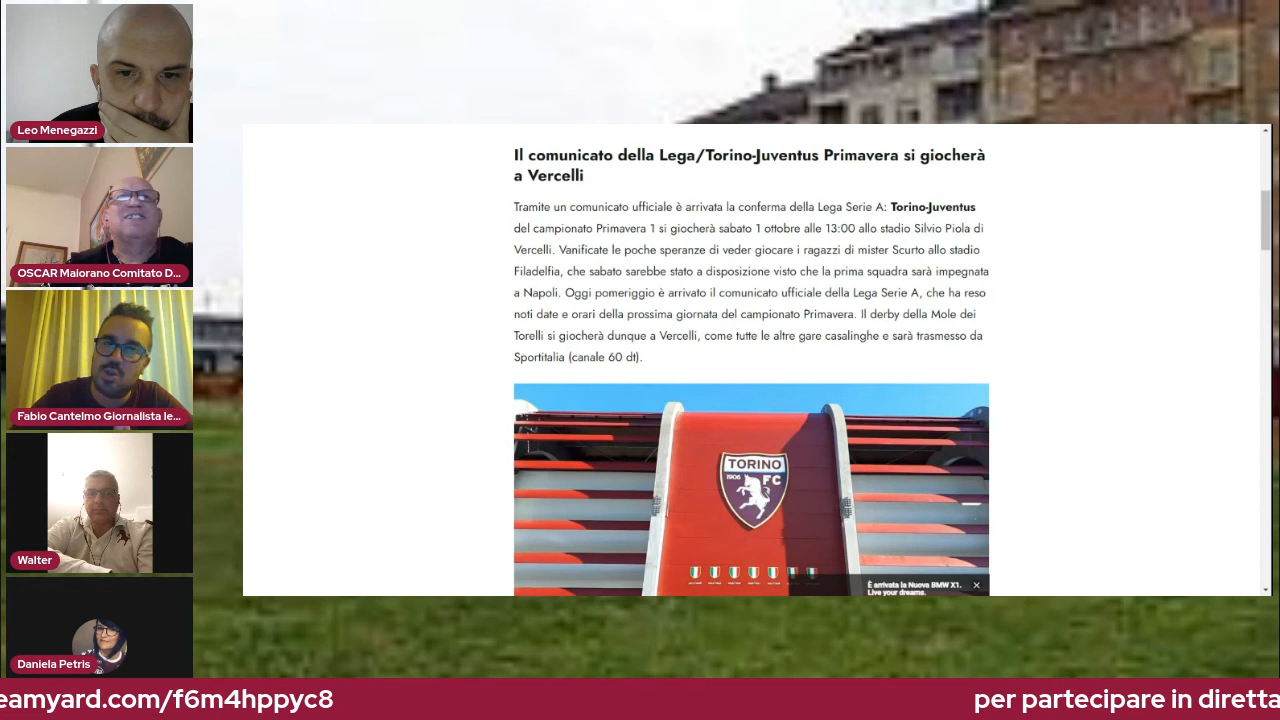 Leo Menegazzi
OSCAR Maiorano Comitato D...
Fabio Cantelmo Giornalista le...
Walter
Daniela Petris
Il comunicato della Lega/Torino-Juventus Primavera si giocherà
a Vercelli
Tramite un comunicato ufficiale è arrivata la conferma della Lega Serie A: Torino-Juventus
del campionato Primavera 1 si giocherà sabato 1 ottobre alle 13:00 allo stadio Silvio Piola di
Vercelli. Vanificate le poche speranze di veder giocare i ragazzi di mister Scurto allo stadio
Filadelfia, che sabato sarebbe stato a disposizione visto che la prima squadra sarà impegnata
a Napoli. Oggi pomeriggio è arrivato il comunicato ufficiale della Lega Serie A, che ha reso
noti date e orari della prossima giornata del campionato Primavera. Il derby della Mole dei
Torelli si giocherà dunque a Vercelli, come tutte le altre gare casalinghe e sarà trasmesso da
Sportitalia (canale 60 dt).
TORINO
1906 FC
È arrivata la Nuova BMW X1.
Live your dreams.
eamyard.com/f6m4hppyc8
per partecipare in diretta